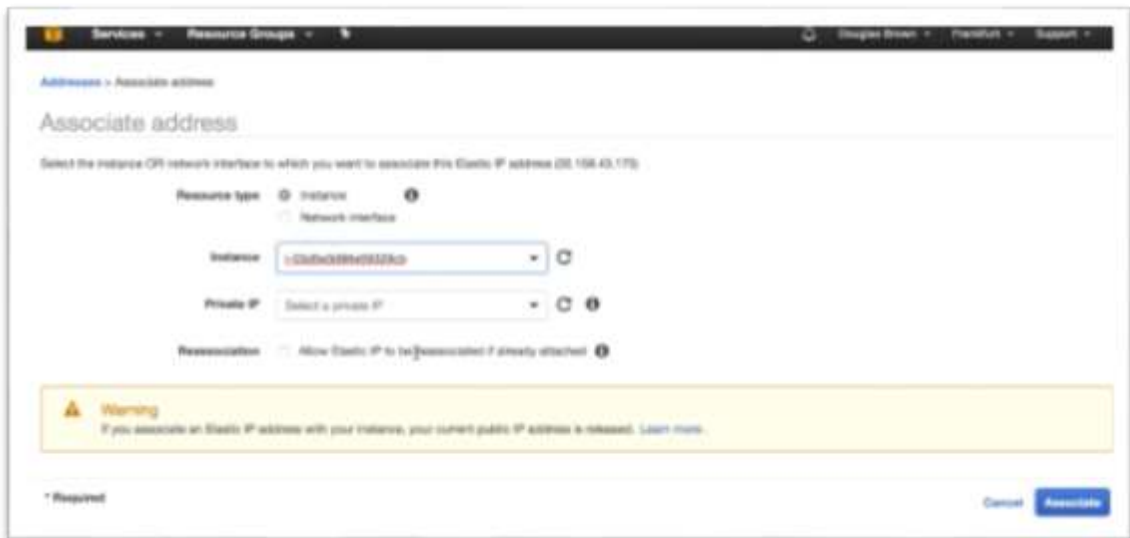 Services Resource Groups
Douglas Brown Frankfurt Support
Addresses > Associate address
Associate address
Select the instance OR network interface to which you want to associate this Elastic IP address
Resource type Instance
Network interface
Instance
Private IP Select a private IP
Reassociation Allow Elastic IP to be reassociated if already attached
Warning
If you associate an Elastic IP address with your instance, your current public IP address is released. Learn more.
* Required
Cancel Associate